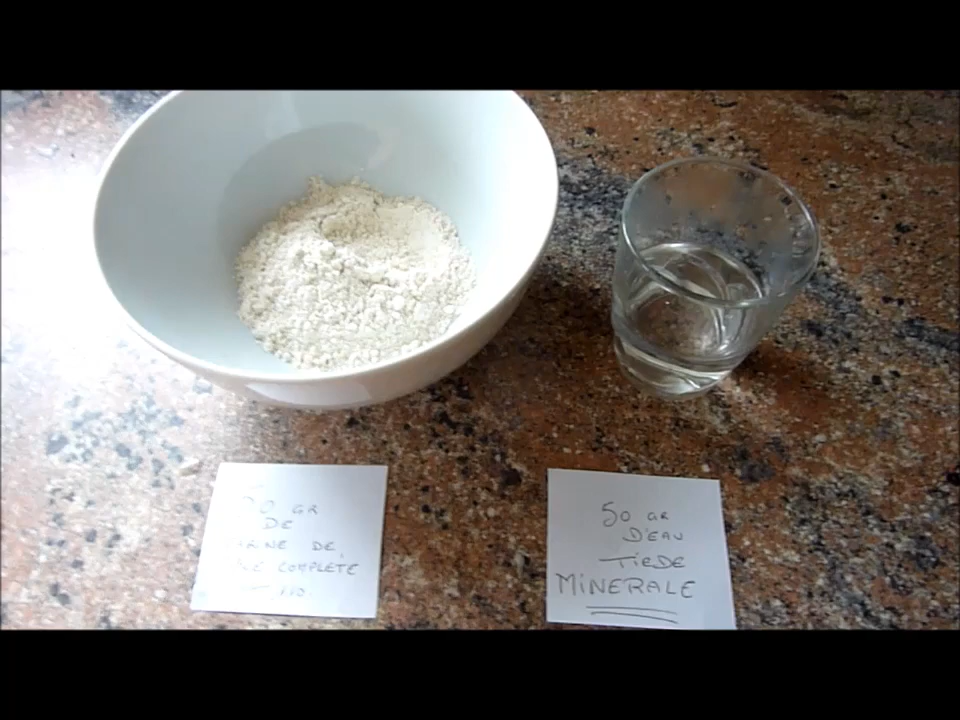 50 GR
DE
DE
COMPLETE
50 GR
D'EAU
TIEDE
MINERALE